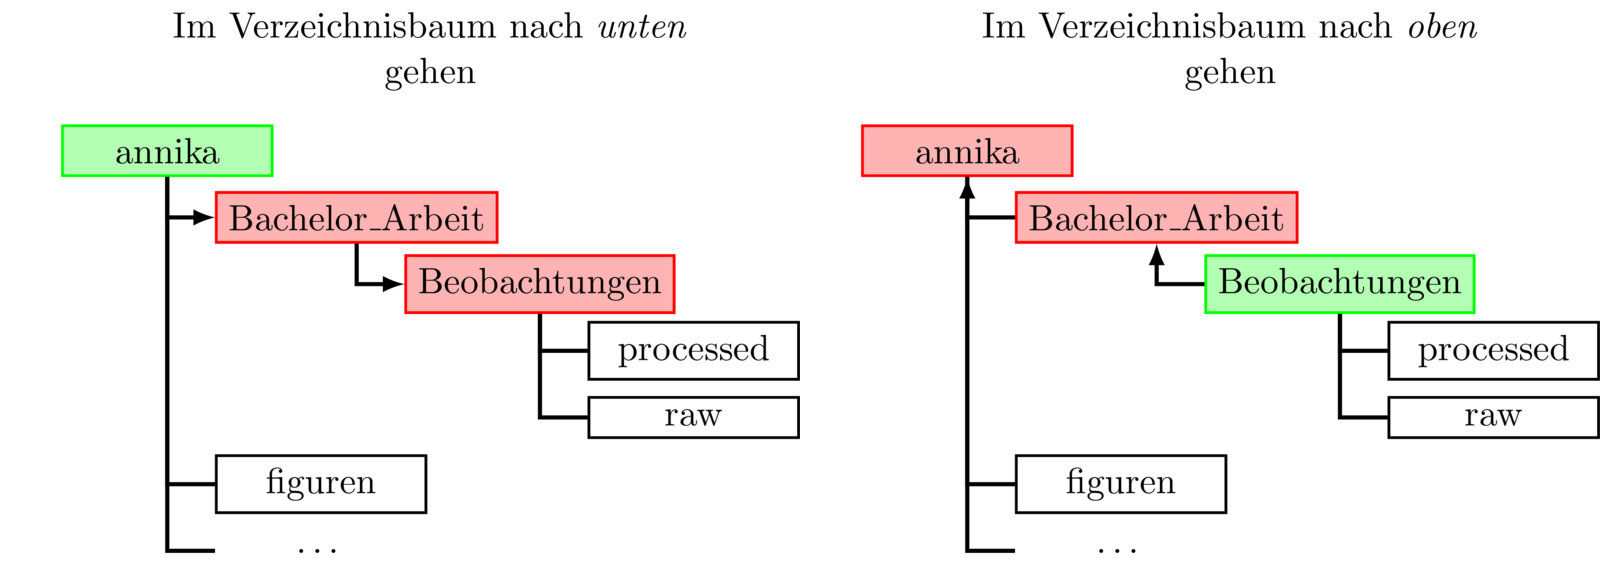 Im Verzeichnisbaum nach unten
gehen
annika
Bachelor_Arbeit
Beobachtungen
processed
raw
figuren
...
Im Verzeichnisbaum nach oben
gehen
annika
Bachelor_Arbeit
Beobachtungen
processed
raw
figuren
...